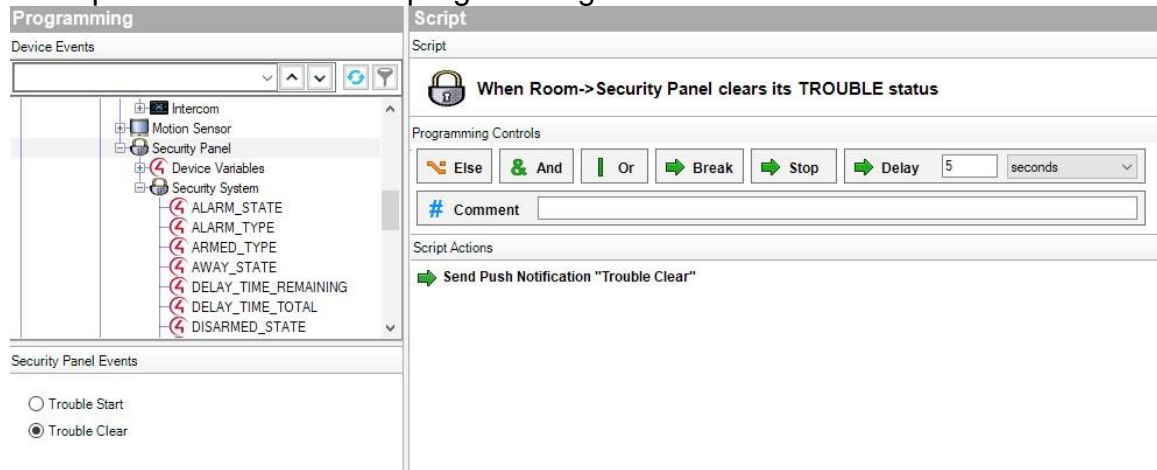 Programming
Device Events
Intercom
Motion Sensor
Security Panel
Device Variables
Security System
ALARM_STATE
ALARM_TYPE
ARMED_TYPE
AWAY_STATE
DELAY_TIME_REMAINING
DELAY_TIME_TOTAL
DISARMED_STATE
Security Panel Events
Trouble Start
Trouble Clear
Script
Script
When Room->Security Panel clears its TROUBLE status
Programming Controls
Else & And Or Break Stop Delay 5 seconds
# Comment
Script Actions
Send Push Notification "Trouble Clear"